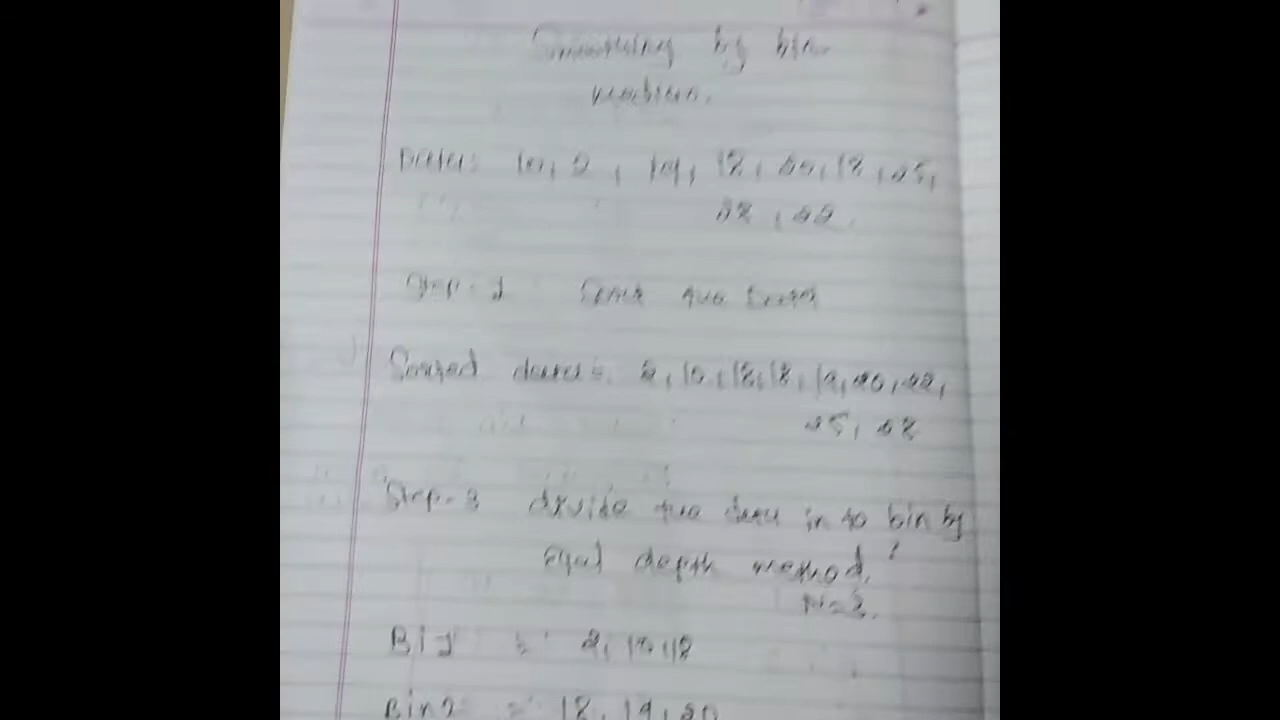 Smoothing by bin
median.
Data: 10, 2, 19, 18, 20, 18, 25,
28, 22.
Step-1 Sort the data
Sorted data: 2, 10, 18, 18, 19, 20, 22,
25, 28
Step-2 divide the data in to bin by
Equal depth method.
N=3.
Bin1 = 2, 10, 18
Bin2 = 18, 19, 20